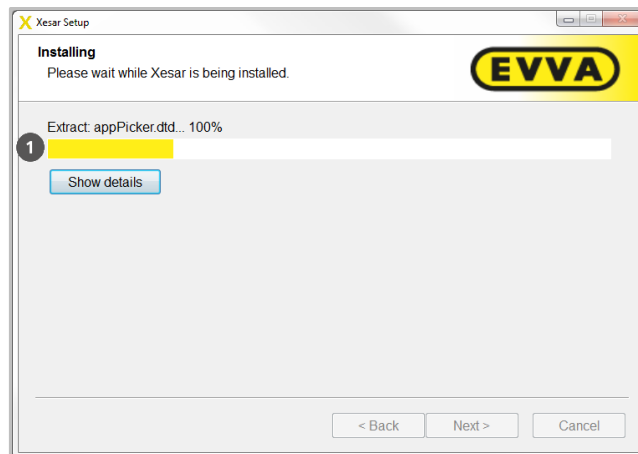 Xesar Setup
Installing
Please wait while Xesar is being installed.
EVVA
Extract: appPicker.dtd... 100%
1
Show details
< Back
Next >
Cancel